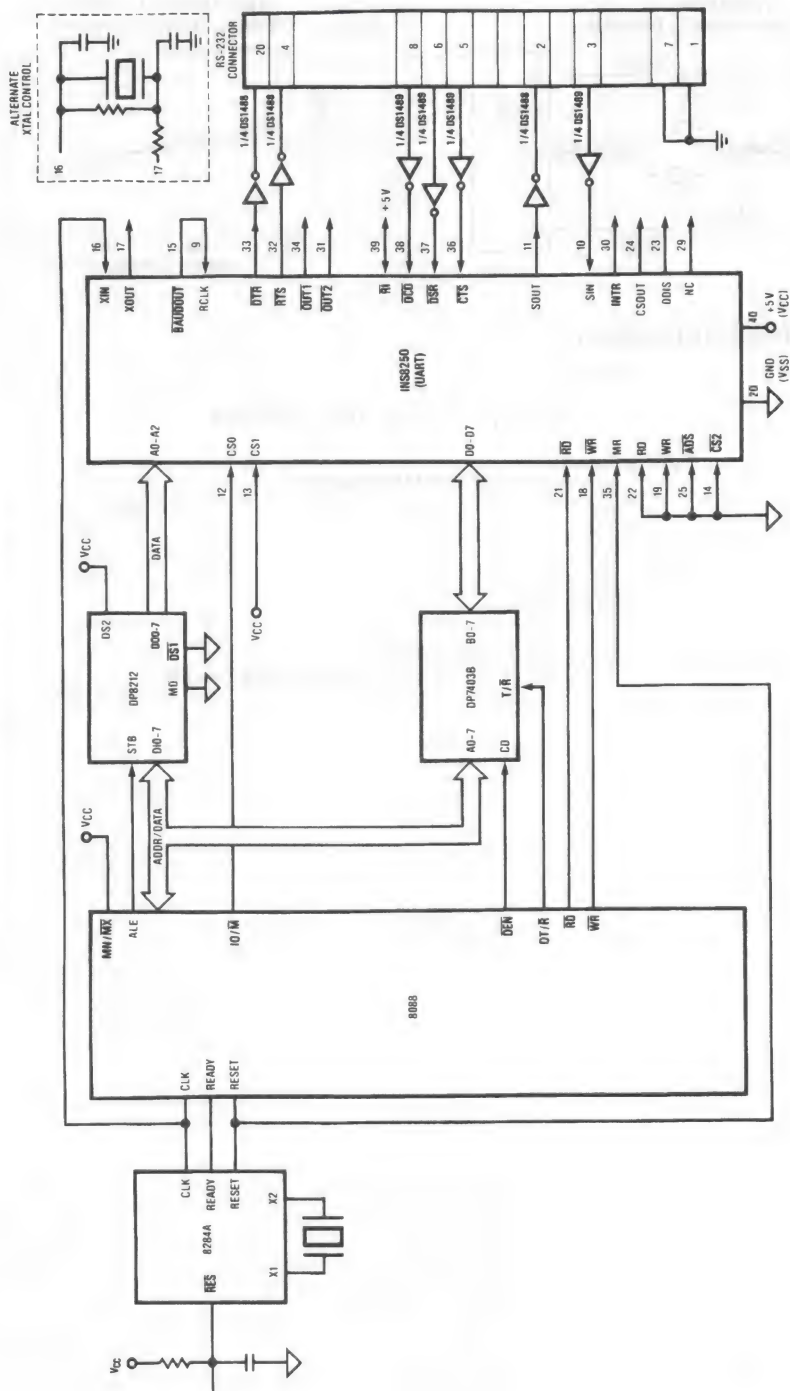 ALTERNATE
XTAL CONTROL
16
17
RS-232
CONNECTOR
20
4
8
6
5
2
3
7
1
1/4 DS1488
1/4 DS1488
1/4 DS1489
1/4 DS1489
1/4 DS1489
1/4 DS1488
1/4 DS1489
+5V
16
17
15
9
33
32
34
31
39
38
37
36
11
10
30
24
23
29
XIN
XOUT
BAUDOUT
RCLK
DTR
RTS
OUT1
OUT2
RI
DCD
DSR
CTS
SOUT
SIN
INTR
CSOUT
DDIS
NC
INS8250
(UART)
A0-A2
CS0
CS1
D0-D7
RD
WR
MR
RD
WR
ADS
CS2
12
13
21
18
35
22
19
25
14
20
GND
(VSS)
40
+5V
(VCC)
VCC
DS2
DATA
DP8212
DO0-7
DS1
MD
STB
DI0-7
VCC
ADDR/DATA
VCC
DP7403B
B0-7
A0-7
T/R
CD
MN/MX
ALE
IO/M
DEN
DT/R
RD
WR
8088
CLK
READY
RESET
CLK
READY
RESET
8284A
X2
X1
RES
Vcc